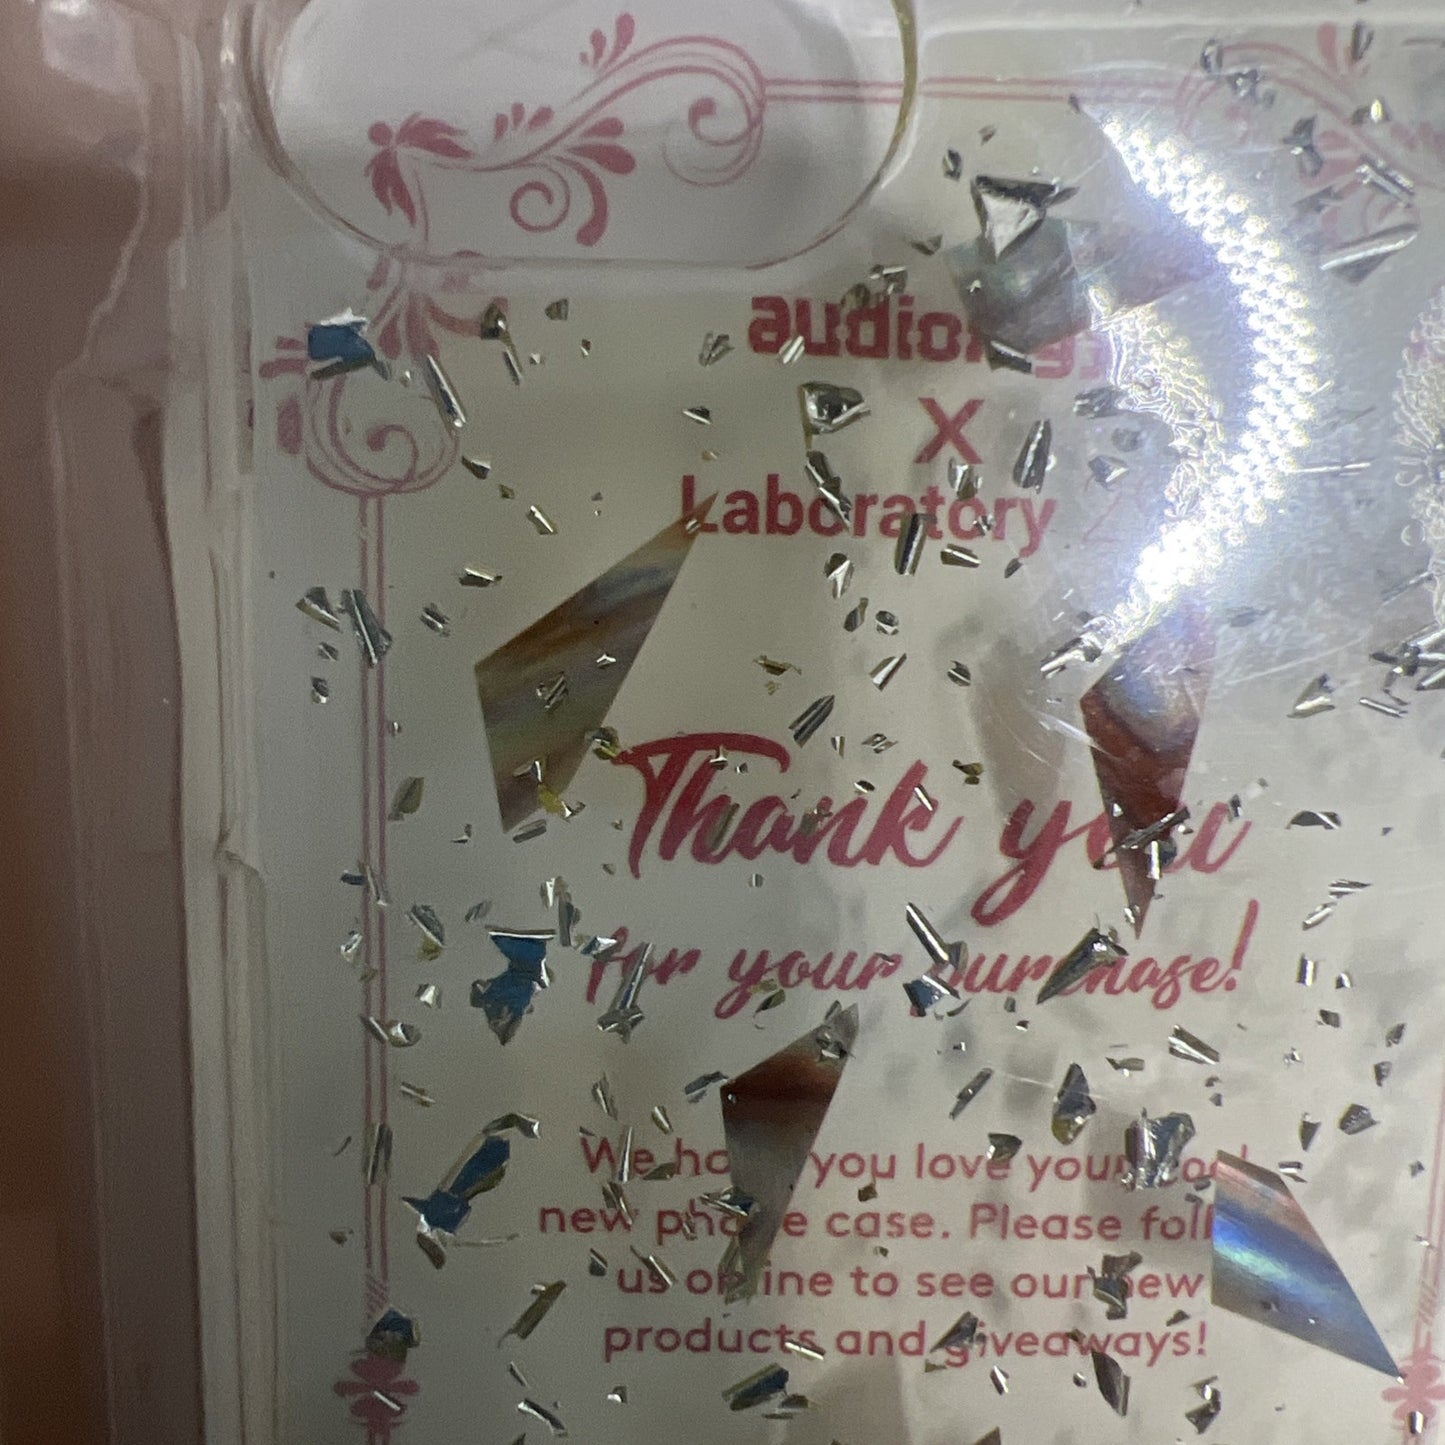 X
Laboratory
Thank you
for your purchase!
We hope you love your cool
new phone case. Please follow
us online to see our new
products and giveaways!